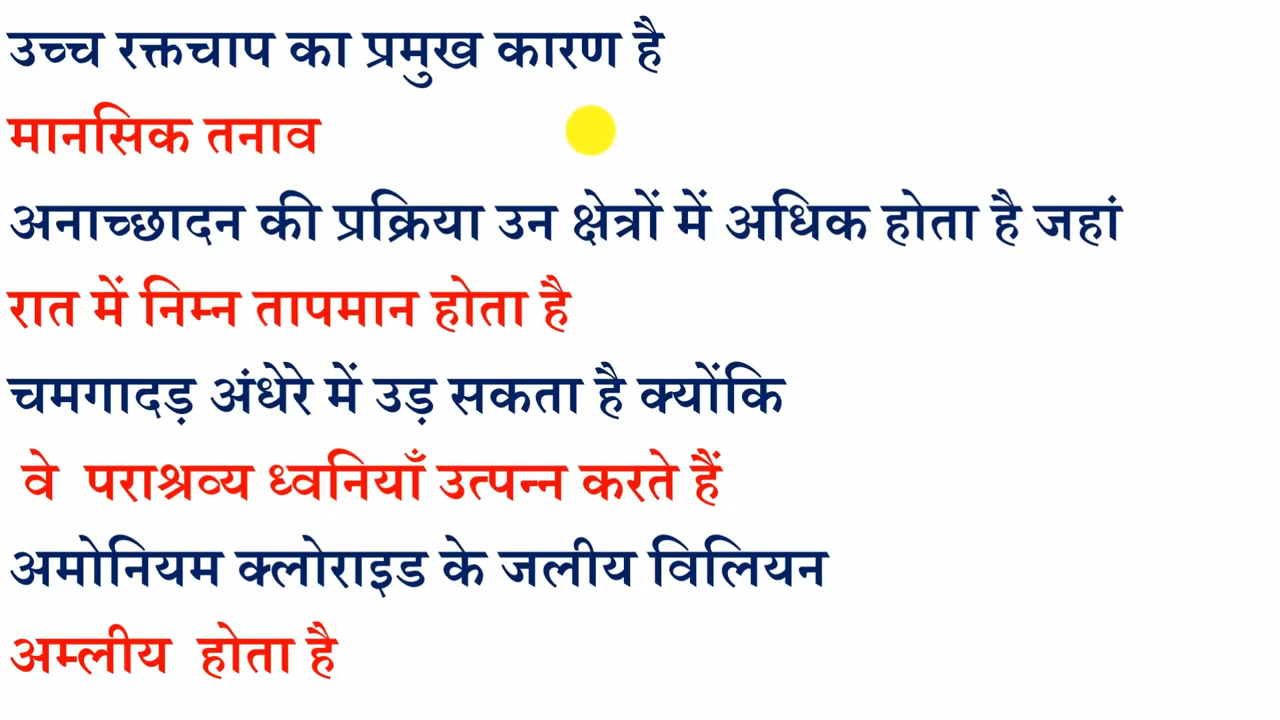 उच्च रक्तचाप का प्रमुख कारण है
मानसिक तनाव
अनाच्छादन की प्रक्रिया उन क्षेत्रों में अधिक होता है जहां
रात में निम्न तापमान होता है
चमगादड़ अंधेरे में उड़ सकता है क्योंकि
वे पराश्रव्य ध्वनियाँ उत्पन्न करते हैं
अमोनियम क्लोराइड के जलीय विलियन
अम्लीय होता है